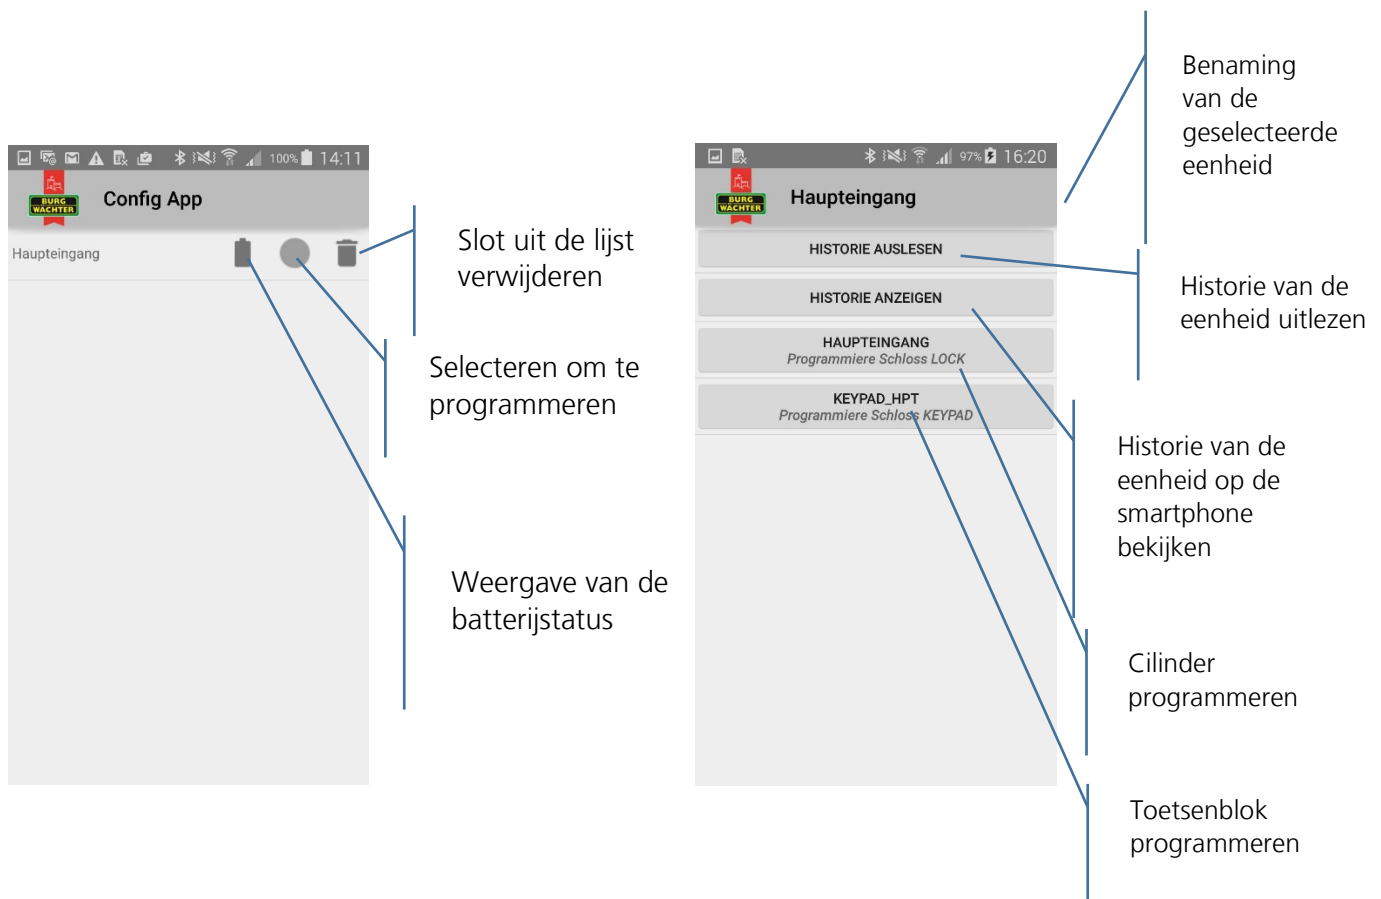 100% 14:11
BURG
WÄCHTER
Config App
Haupteingang
Slot uit de lijst
verwijderen
Selecteren om te
programmeren
Weergave van de
batterijstatus
97% 16:20
BURG
WÄCHTER
Haupteingang
HISTORIE AUSLESEN
HISTORIE ANZEIGEN
HAUPTEINGANG
Programmiere Schloss LOCK
KEYPAD_HPT
Programmiere Schloss KEYPAD
Benaming
van de
geselecteerde
eenheid
Historie van de
eenheid uitlezen
Historie van de
eenheid op de
smartphone
bekijken
Cilinder
programmeren
Toetsenblok
programmeren